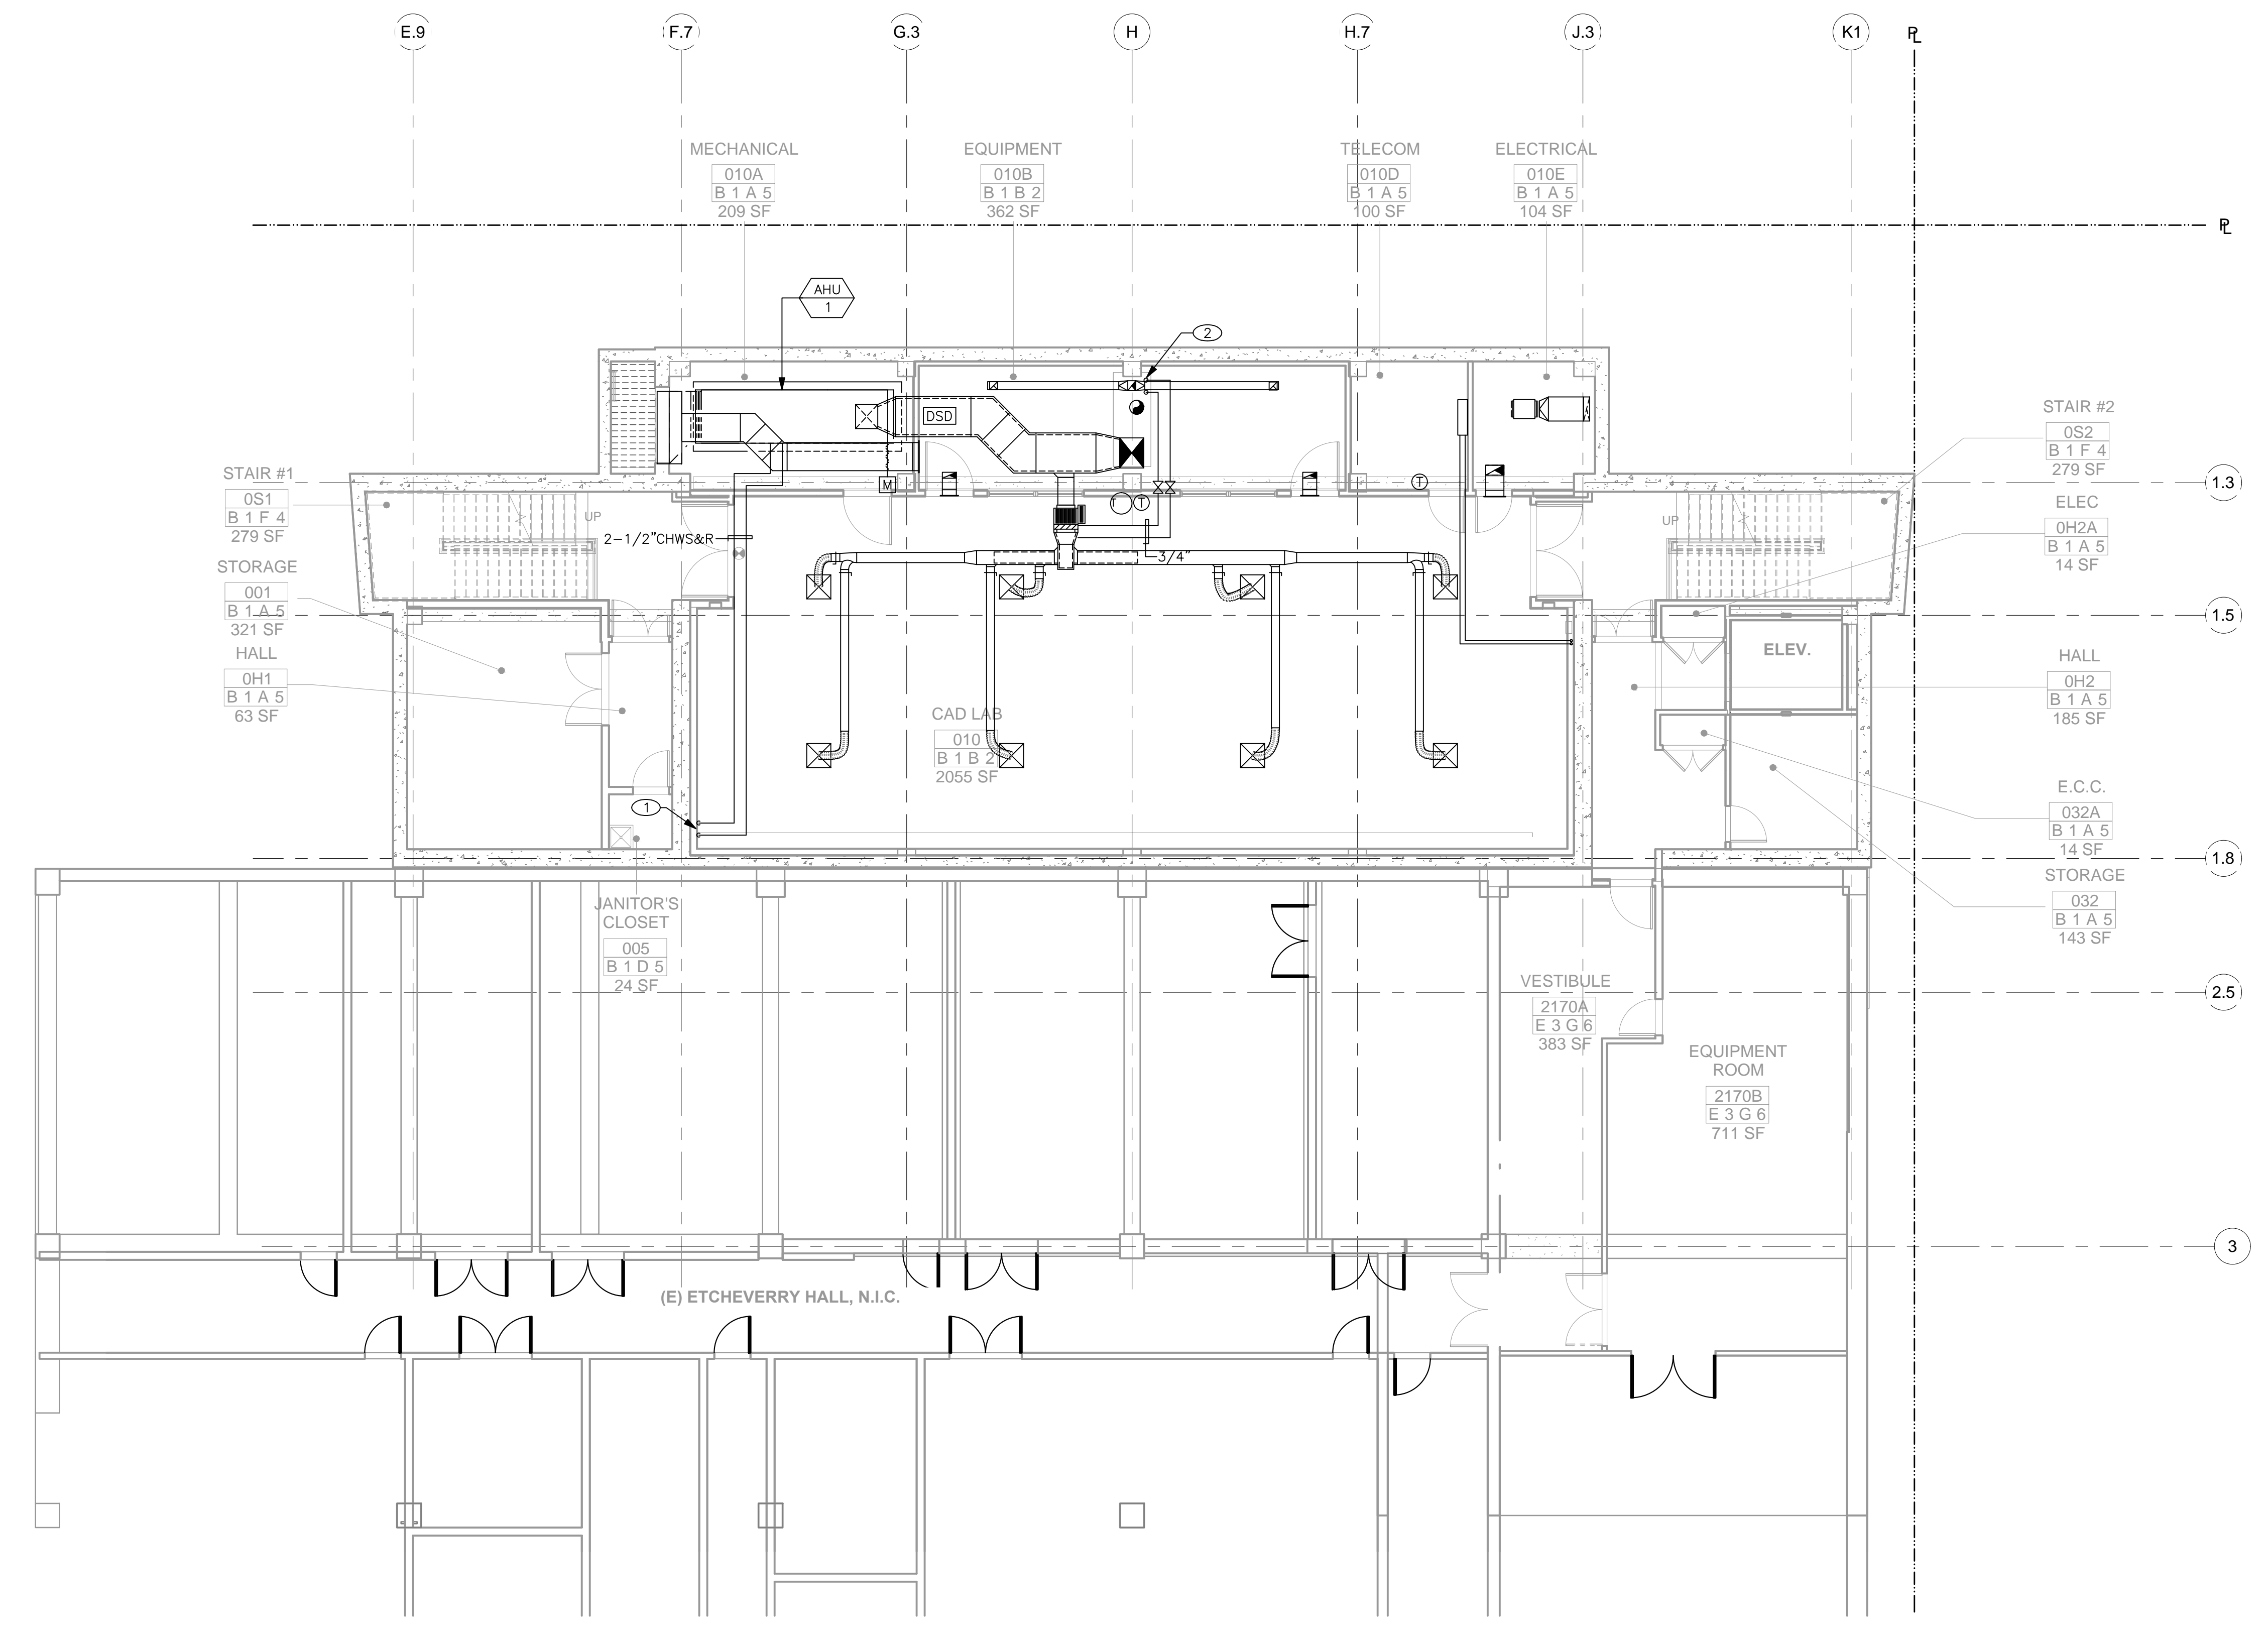 E.9
F.7
G.3
H
H.7
J.3
K1
PL
MECHANICAL
010A
B 1 A 5
209 SF
EQUIPMENT
010B
B 1 B 2
362 SF
TELECOM
010D
B 1 A 5
100 SF
ELECTRICAL
010E
B 1 A 5
104 SF
PL
AHU
1
2
DSD
M
T
T
T
STAIR #1
0S1
B 1 F 4
279 SF
UP
2-1/2"CHWS&R
3/4"
STORAGE
001
B 1 A 5
321 SF
HALL
0H1
B 1 A 5
63 SF
STAIR #2
0S2
B 1 F 4
279 SF
1.3
UP
ELEC
0H2A
B 1 A 5
14 SF
1.5
ELEV.
HALL
0H2
B 1 A 5
185 SF
CAD LAB
010
B 1 B 2
2055 SF
1
E.C.C.
032A
B 1 A 5
14 SF
1.8
STORAGE
032
B 1 A 5
143 SF
JANITOR'S
CLOSET
005
B 1 D 5
24 SF
VESTIBULE
2170A
E 3 G 6
383 SF
2.5
EQUIPMENT
ROOM
2170B
E 3 G 6
711 SF
3
(E) ETCHEVERRY HALL, N.I.C.